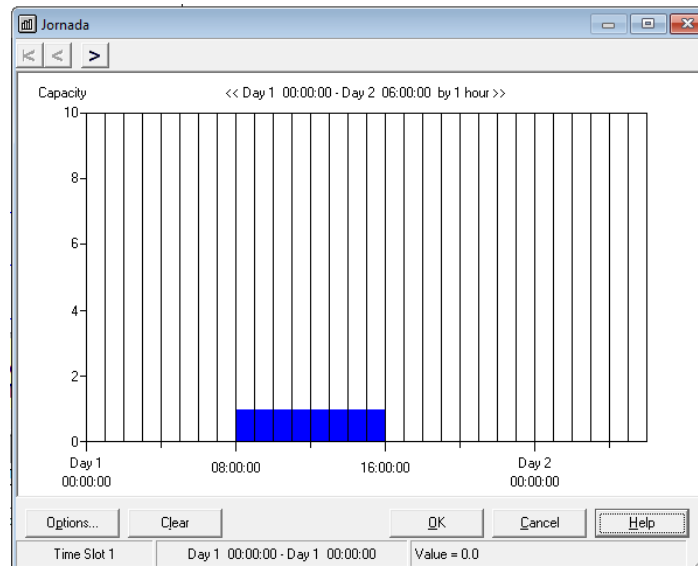 Jornada
Capacity
<< Day 1 00:00:00 - Day 2 06:00:00 by 1 hour >>
10
8
6
4
2
0
Day 1
00:00:00
08:00:00
16:00:00
Day 2
00:00:00
Options...
Clear
OK
Cancel
Help
Time Slot 1
Day 1 00:00:00 - Day 1 00:00:00
Value = 0.0